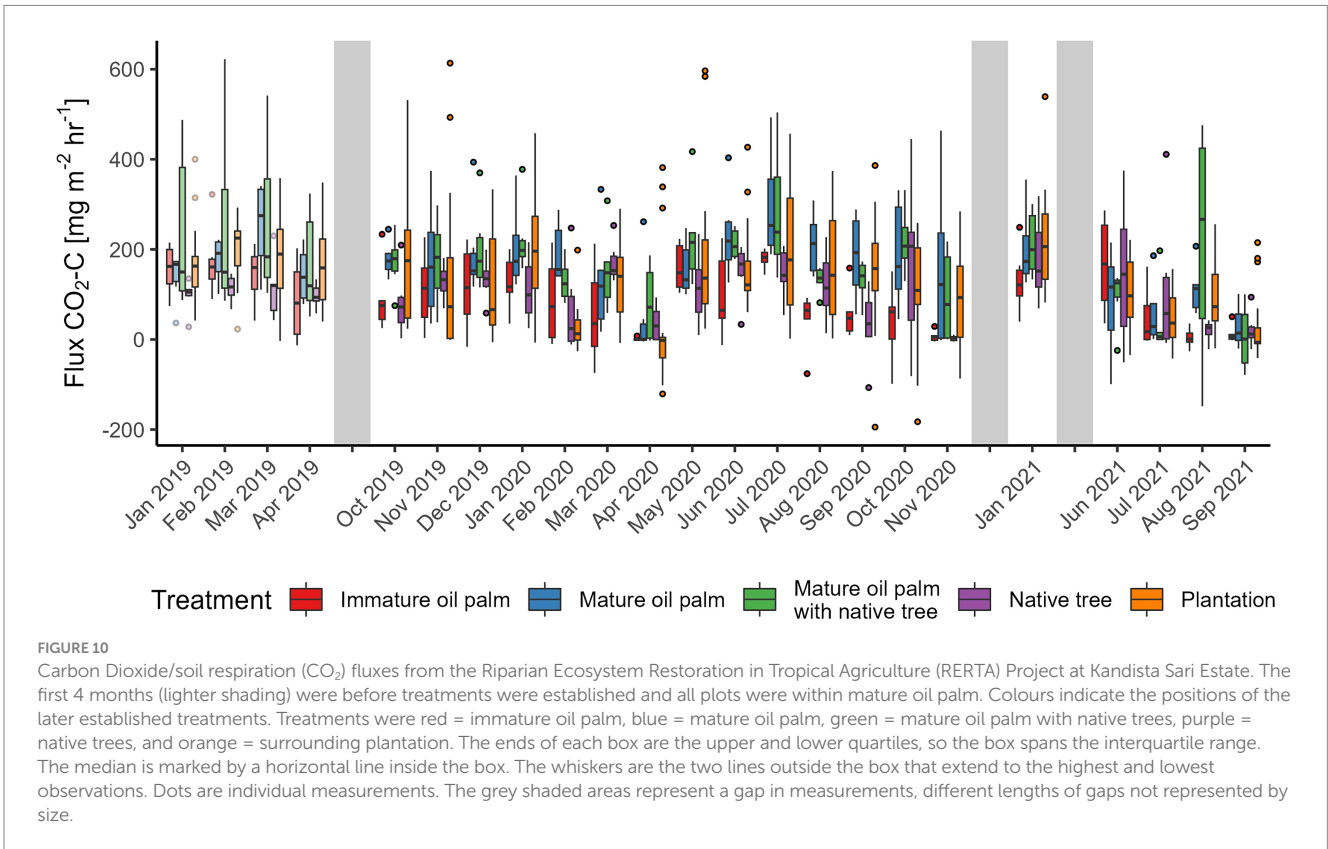 600
400
200
0
-200
Flux CO₂-C [mg m⁻² hr⁻¹]
Jan 2019
Feb 2019
Mar 2019
Apr 2019
Oct 2019
Nov 2019
Dec 2019
Jan 2020
Feb 2020
Mar 2020
Apr 2020
May 2020
Jun 2020
Jul 2020
Aug 2020
Sep 2020
Oct 2020
Nov 2020
Jan 2021
Jun 2021
Jul 2021
Aug 2021
Sep 2021
Treatment
Immature oil palm
Mature oil palm
Mature oil palm
with native tree
Native tree
Plantation
FIGURE 10
Carbon Dioxide/soil respiration (CO₂) fluxes from the Riparian Ecosystem Restoration in Tropical Agriculture (RERTA) Project at Kandista Sari Estate. The
first 4 months (lighter shading) were before treatments were established and all plots were within mature oil palm. Colours indicate the positions of the
later established treatments. Treatments were red = immature oil palm, blue = mature oil palm, green = mature oil palm with native trees, purple =
native trees, and orange = surrounding plantation. The ends of each box are the upper and lower quartiles, so the box spans the interquartile range.
The median is marked by a horizontal line inside the box. The whiskers are the two lines outside the box that extend to the highest and lowest
observations. Dots are individual measurements. The grey shaded areas represent a gap in measurements, different lengths of gaps not represented by
size.